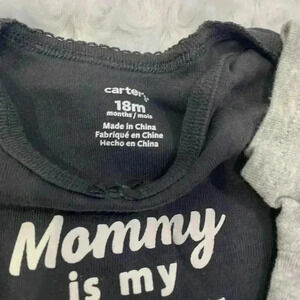 carter's
18m
months / mois
Made in China
Fabriqué en Chine
Hecho en China
Mommy
is my